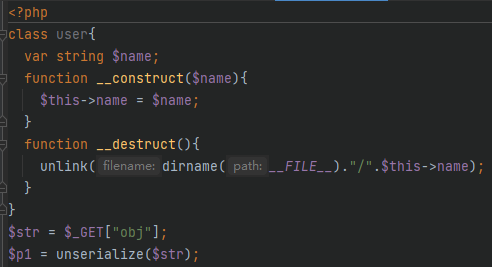 <?php
class user{
var string $name;
function __construct($name){
$this->name = $name;
}
function __destruct(){
unlink( filename: dirname( path: __FILE__)."/".$this->name);
}
}
$str = $_GET["obj"];
$p1 = unserialize($str);